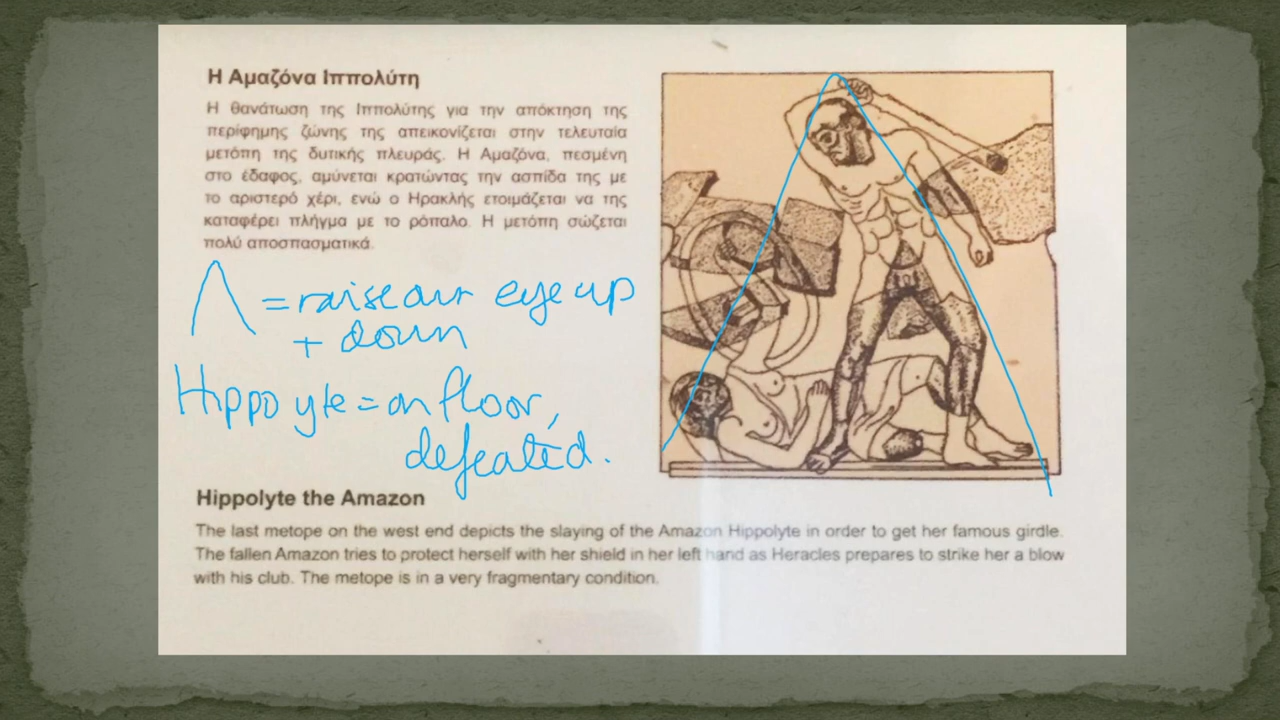 Η Αμαζόνα Ιππολύτη
Η θανάτωση της Ιππολύτης για την απόκτηση της
περίφημης ζώνης της απεικονίζεται στην τελευταία
μετόπη της δυτικής πλευράς. Η Αμαζόνα, πεσμένη
στο έδαφος, αμύνεται κρατώντας την ασπίδα της με
το αριστερό χέρι, ενώ ο Ηρακλής ετοιμάζεται να της
καταφέρει πλήγμα με το ρόπαλο. Η μετόπη σώζεται
πολύ αποσπασματικά.
Λ = raise our eye up
+ down
Hippolyte = on floor,
defeated.
Hippolyte the Amazon
The last metope on the west end depicts the slaying of the Amazon Hippolyte in order to get her famous girdle.
The fallen Amazon tries to protect herself with her shield in her left hand as Heracles prepares to strike her a blow
with his club. The metope is in a very fragmentary condition.